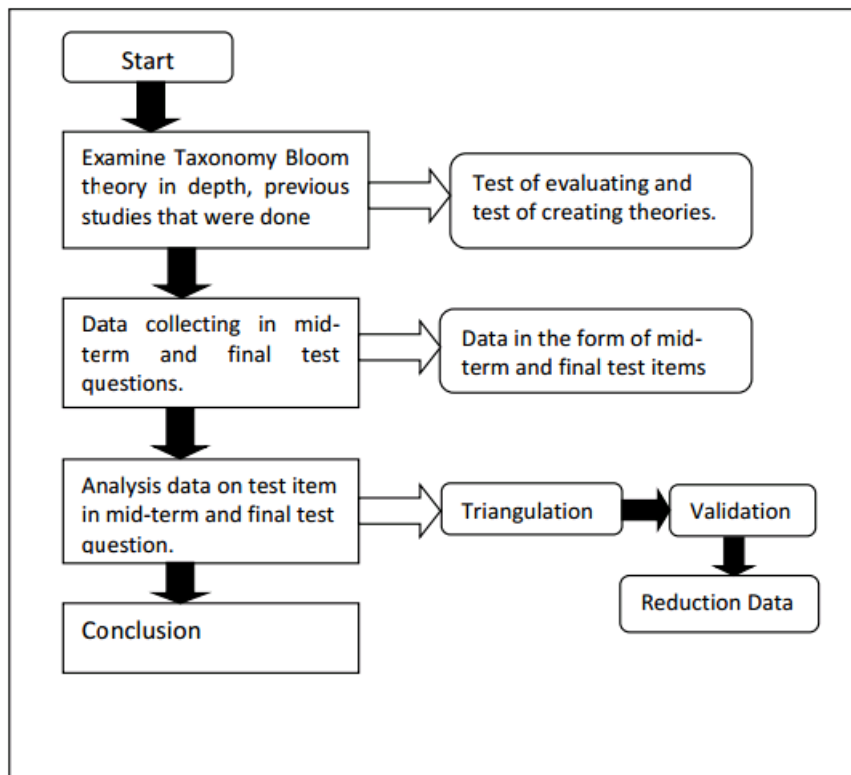 Start
Examine Taxonomy Bloom
theory in depth, previous
studies that were done
Test of evaluating and
test of creating theories.
Data collecting in mid-
term and final test
questions.
Data in the form of mid-
term and final test items
Analysis data on test item
in mid-term and final test
question.
Triangulation
Validation
Reduction Data
Conclusion